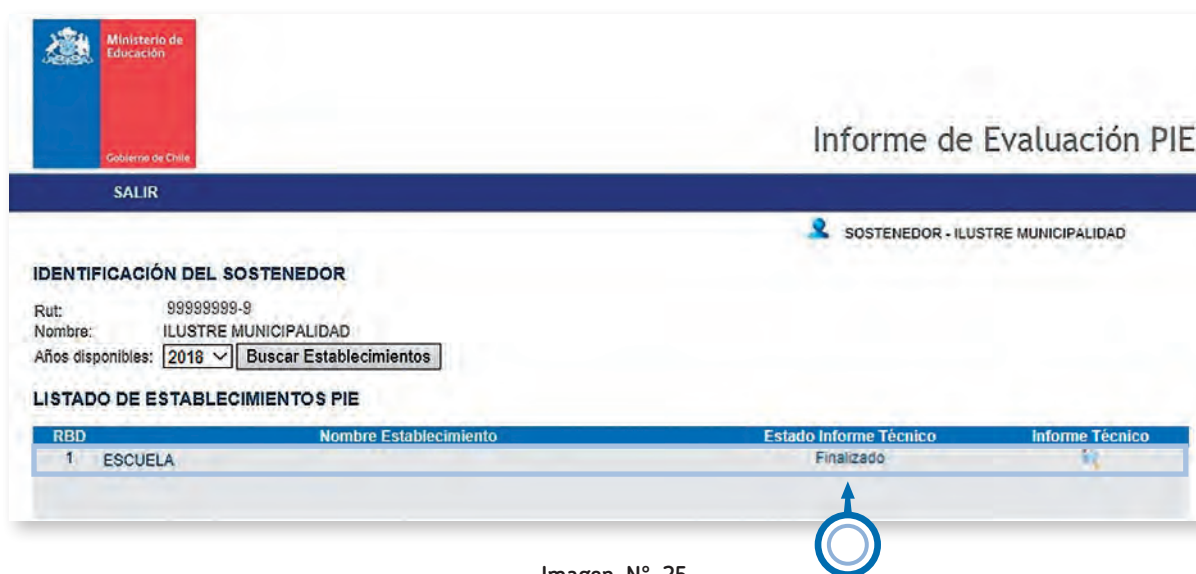 Ministerio de
Educación
Gobierno de Chile
Informe de Evaluación PIE
SALIR
SOSTENEDOR - ILUSTRE MUNICIPALIDAD
IDENTIFICACIÓN DEL SOSTENEDOR
Rut: 99999999-9
Nombre: ILUSTRE MUNICIPALIDAD
Años disponibles: 2018 Buscar Establecimientos
LISTADO DE ESTABLECIMIENTOS PIE
RBD Nombre Establecimiento Estado Informe Técnico Informe Técnico
1 ESCUELA Finalizado
Imagen N° 25